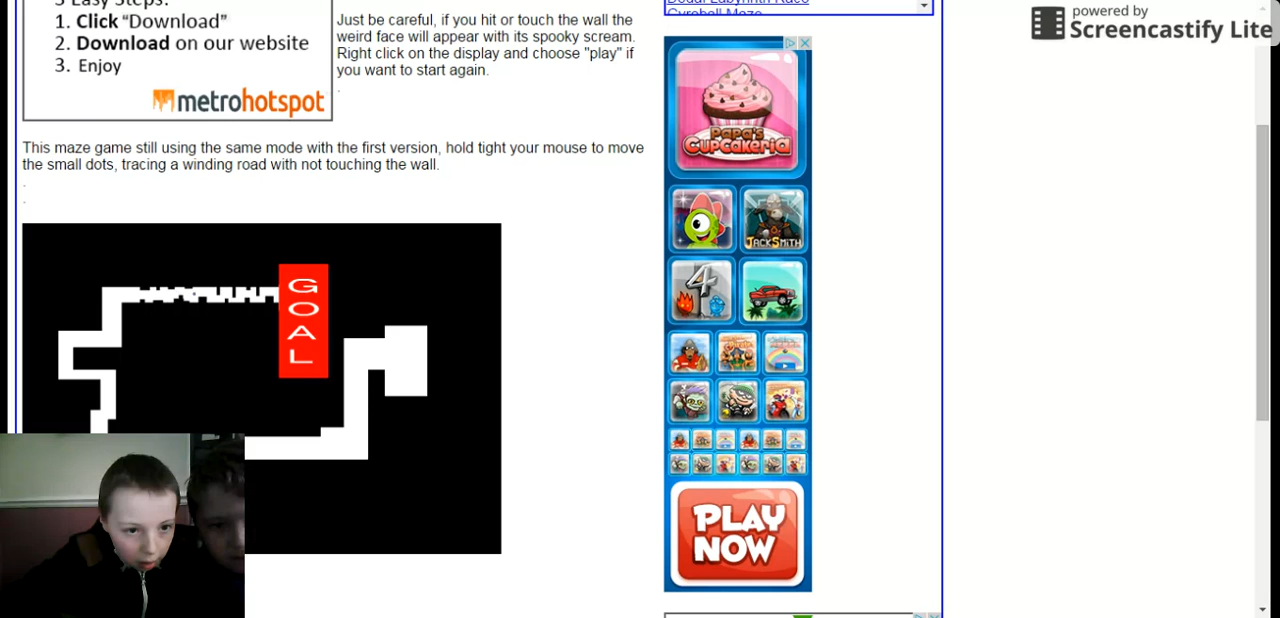 1. Click "Download"
2. Download on our website
3. Enjoy
metrohotspot
Just be careful, if you hit or touch the wall the
weird face will appear with its spooky scream.
Right click on the display and choose "play" if
you want to start again.
.
This maze game still using the same mode with the first version, hold tight your mouse to move
the small dots, tracing a winding road with not touching the wall.
.
.
GOAL
Papa's
Cupcakeria
JackSmith
4
PLAY
NOW
powered by
Screencastify Lite